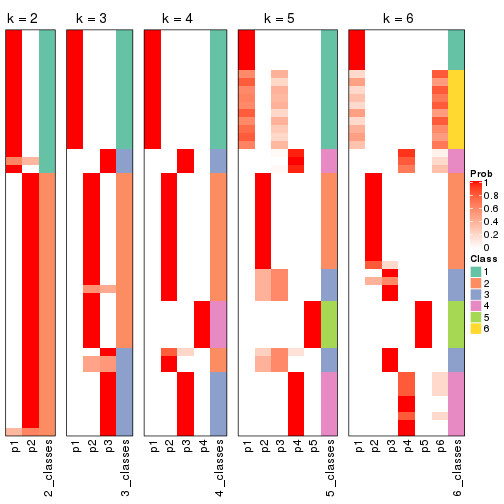 k = 2
k = 3
k = 4
k = 5
k = 6
Prob
1
0.8
0.6
0.4
0.2
0
Class
1
2
3
4
5
6
p1
p2
2_classes
p1
p2
p3
3_classes
p1
p2
p3
p4
4_classes
p1
p2
p3
p4
p5
5_classes
p1
p2
p3
p4
p5
p6
6_classes